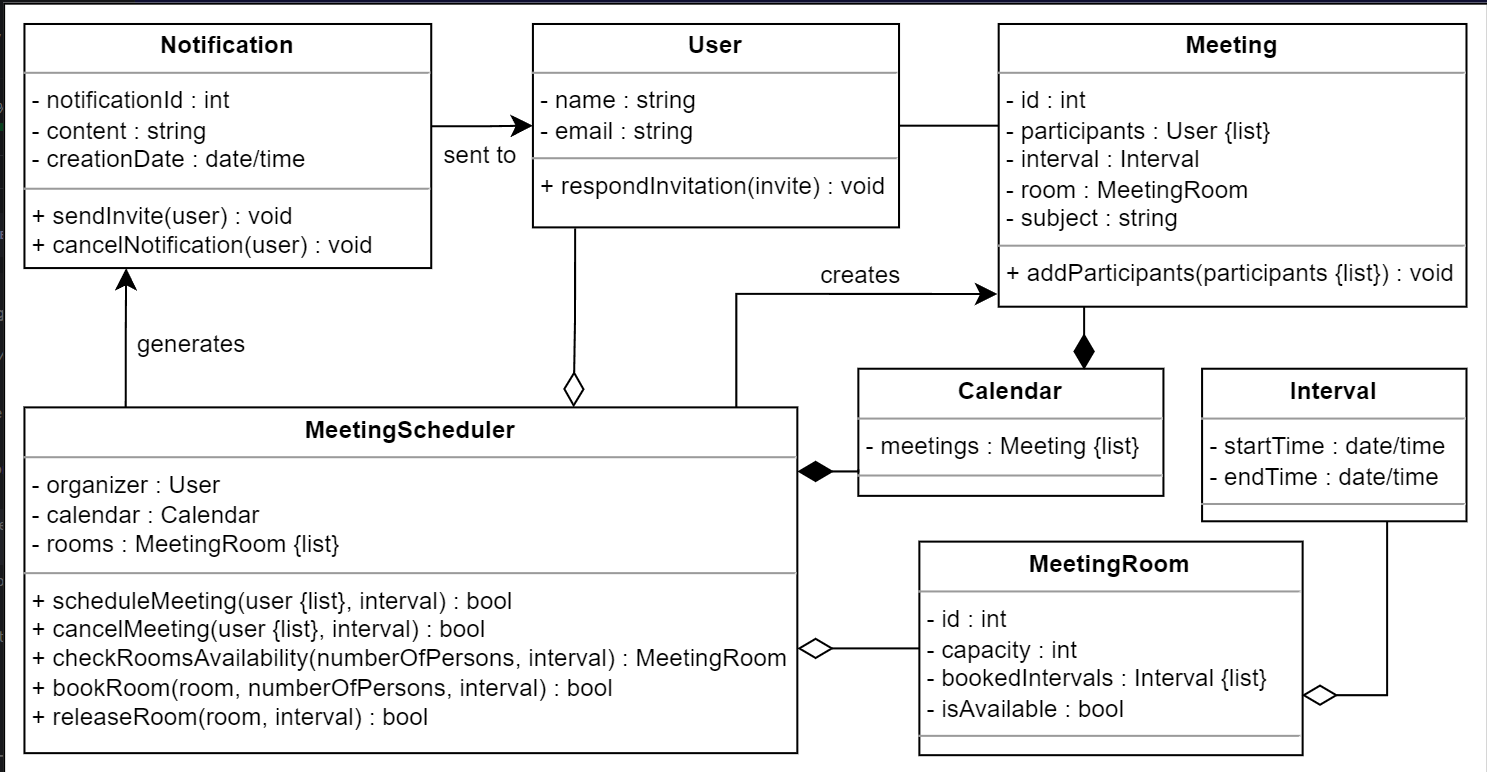 Notification
- notificationId : int
- content : string
- creationDate : date/time
+ sendInvite(user) : void
+ cancelNotification(user) : void
sent to
User
- name : string
- email : string
+ respondInvitation(invite) : void
Meeting
- id : int
- participants : User {list}
- interval : Interval
- room : MeetingRoom
- subject : string
+ addParticipants(participants {list}) : void
generates
creates
MeetingScheduler
- organizer : User
- calendar : Calendar
- rooms : MeetingRoom {list}
+ scheduleMeeting(user {list}, interval) : bool
+ cancelMeeting(user {list}, interval) : bool
+ checkRoomsAvailability(numberOfPersons, interval) : MeetingRoom
+ bookRoom(room, numberOfPersons, interval) : bool
+ releaseRoom(room, interval) : bool
Calendar
- meetings : Meeting {list}
Interval
- startTime : date/time
- endTime : date/time
MeetingRoom
- id : int
- capacity : int
- bookedIntervals : Interval {list}
- isAvailable : bool